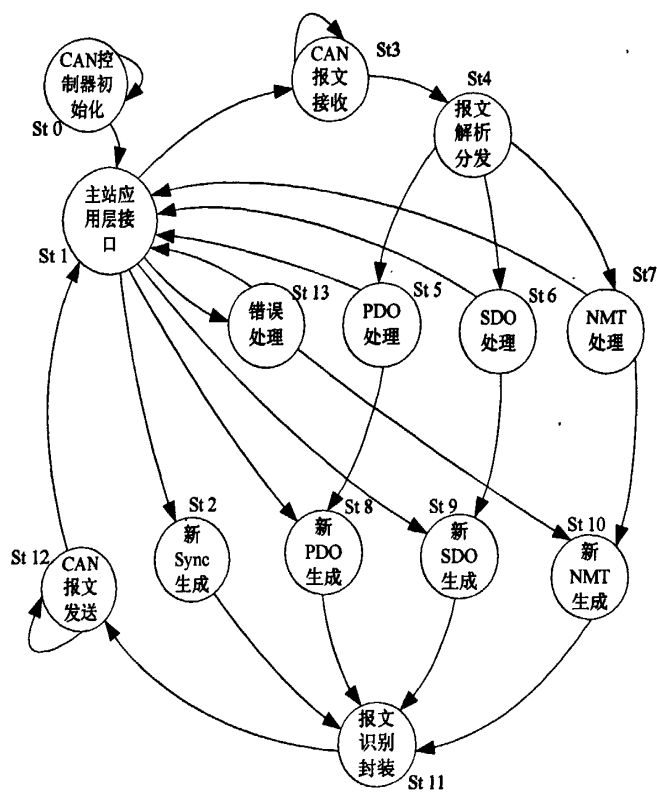 CAN控
制器初
始化
St 0
CAN
报文
接收
St3
St4
报文
解析
分发
主站应
用层接
口
St 1
St 13
错误
处理
St 5
PDO
处理
St 6
SDO
处理
St7
NMT
处理
St 2
新
Sync
生成
St 8
新
PDO
生成
St 9
新
SDO
生成
St 10
新
NMT
生成
St 12
CAN
报文
发送
报文
识别
封装
St 11